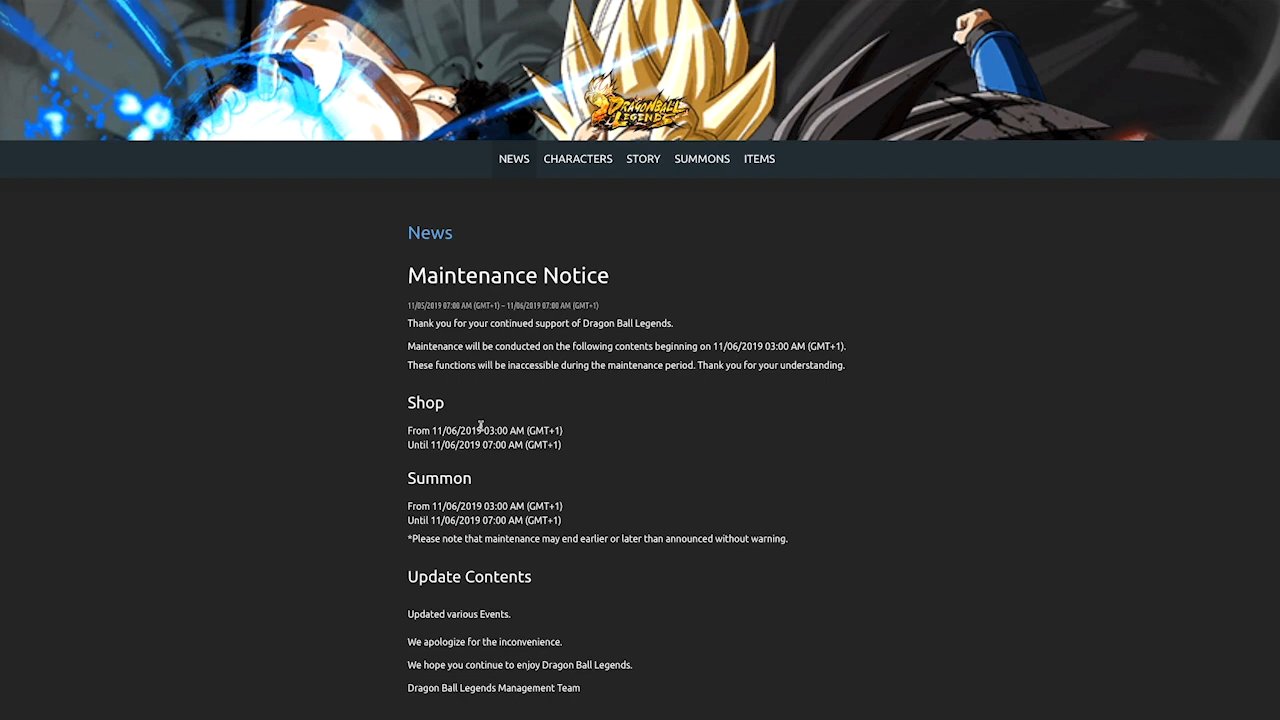 DRAGONBALL
LEGENDS
NEWS CHARACTERS STORY SUMMONS ITEMS
News
Maintenance Notice
11/05/2019 07:00 AM (GMT+1) – 11/06/2019 07:00 AM (GMT+1)
Thank you for your continued support of Dragon Ball Legends.
Maintenance will be conducted on the following contents beginning on 11/06/2019 03:00 AM (GMT+1).
These functions will be inaccessible during the maintenance period. Thank you for your understanding.
Shop
From 11/06/2019 03:00 AM (GMT+1)
Until 11/06/2019 07:00 AM (GMT+1)
Summon
From 11/06/2019 03:00 AM (GMT+1)
Until 11/06/2019 07:00 AM (GMT+1)
*Please note that maintenance may end earlier or later than announced without warning.
Update Contents
Updated various Events.
We apologize for the inconvenience.
We hope you continue to enjoy Dragon Ball Legends.
Dragon Ball Legends Management Team